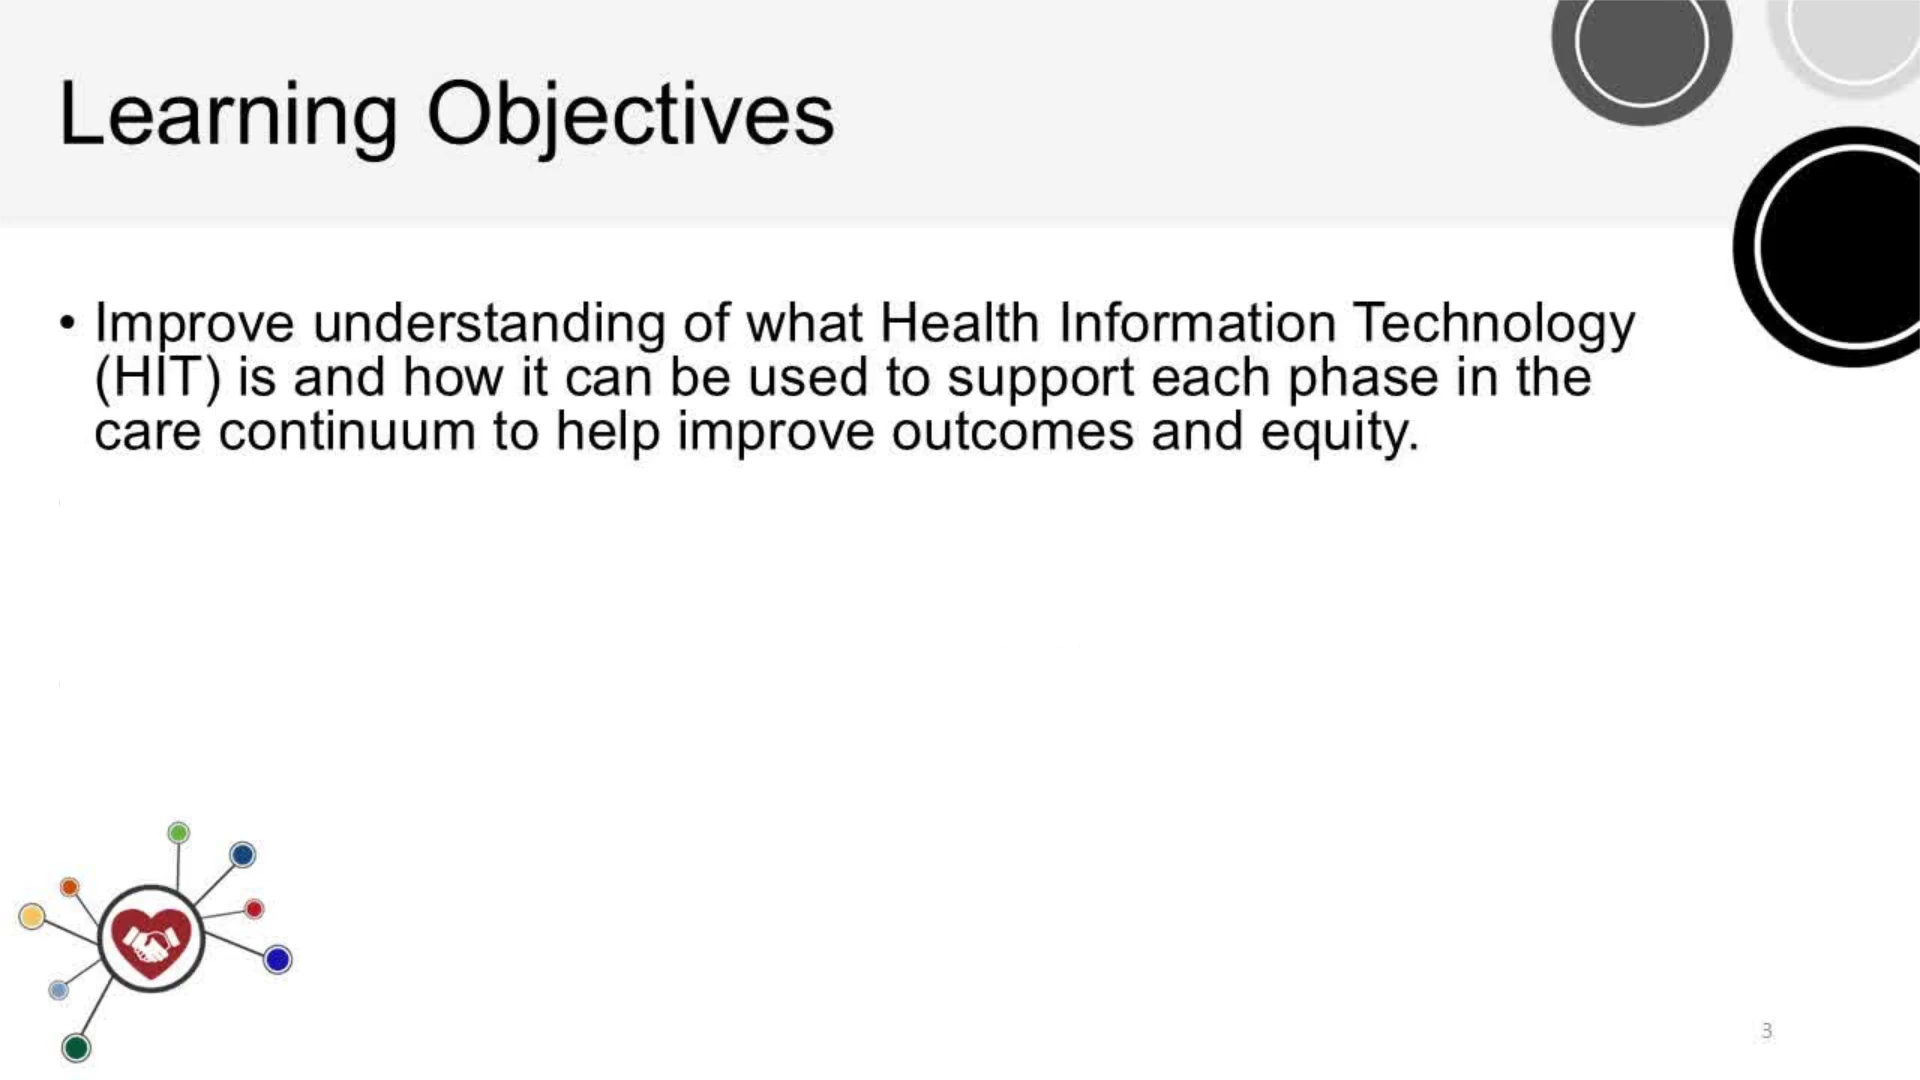 Learning Objectives
• Improve understanding of what Health Information Technology
(HIT) is and how it can be used to support each phase in the
care continuum to help improve outcomes and equity.
3